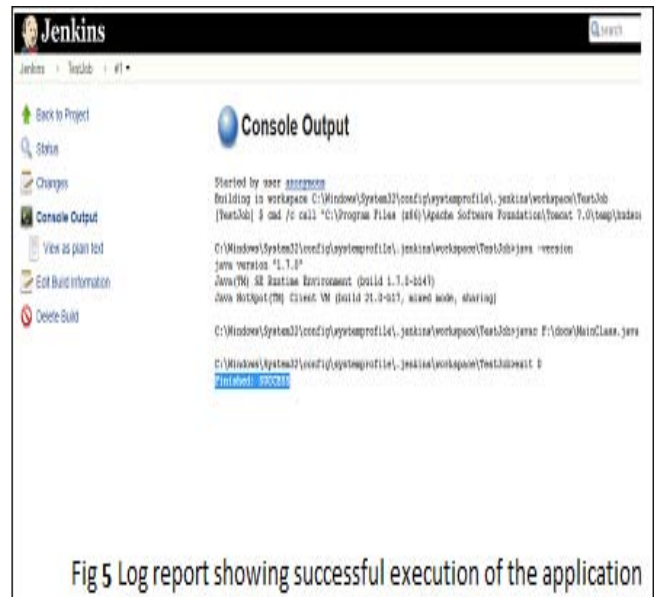 Jenkins
search
Jenkins › TestJob › #1
Back to Project
Status
Changes
Console Output
View as plain text
Edit Build Information
Delete Build
Console Output
Started by user anonymous
Building in workspace C:\Windows\System32\config\systemprofile\.jenkins\workspace\TestJob
[TestJob] $ cmd /c call "C:\Program Files (x86)\Apache Software Foundation\Tomcat 7.0\temp\hudson
C:\Windows\System32\config\systemprofile\.jenkins\workspace\TestJob>java -version
java version "1.7.0"
Java(TM) SE Runtime Environment (build 1.7.0-b147)
Java HotSpot(TM) Client VM (build 21.0-b17, mixed mode, sharing)
C:\Windows\System32\config\systemprofile\.jenkins\workspace\TestJob>javac F:\docs\MainClass.java
C:\Windows\System32\config\systemprofile\.jenkins\workspace\TestJob>exit 0
Finished: SUCCESS
Fig 5 Log report showing successful execution of the application